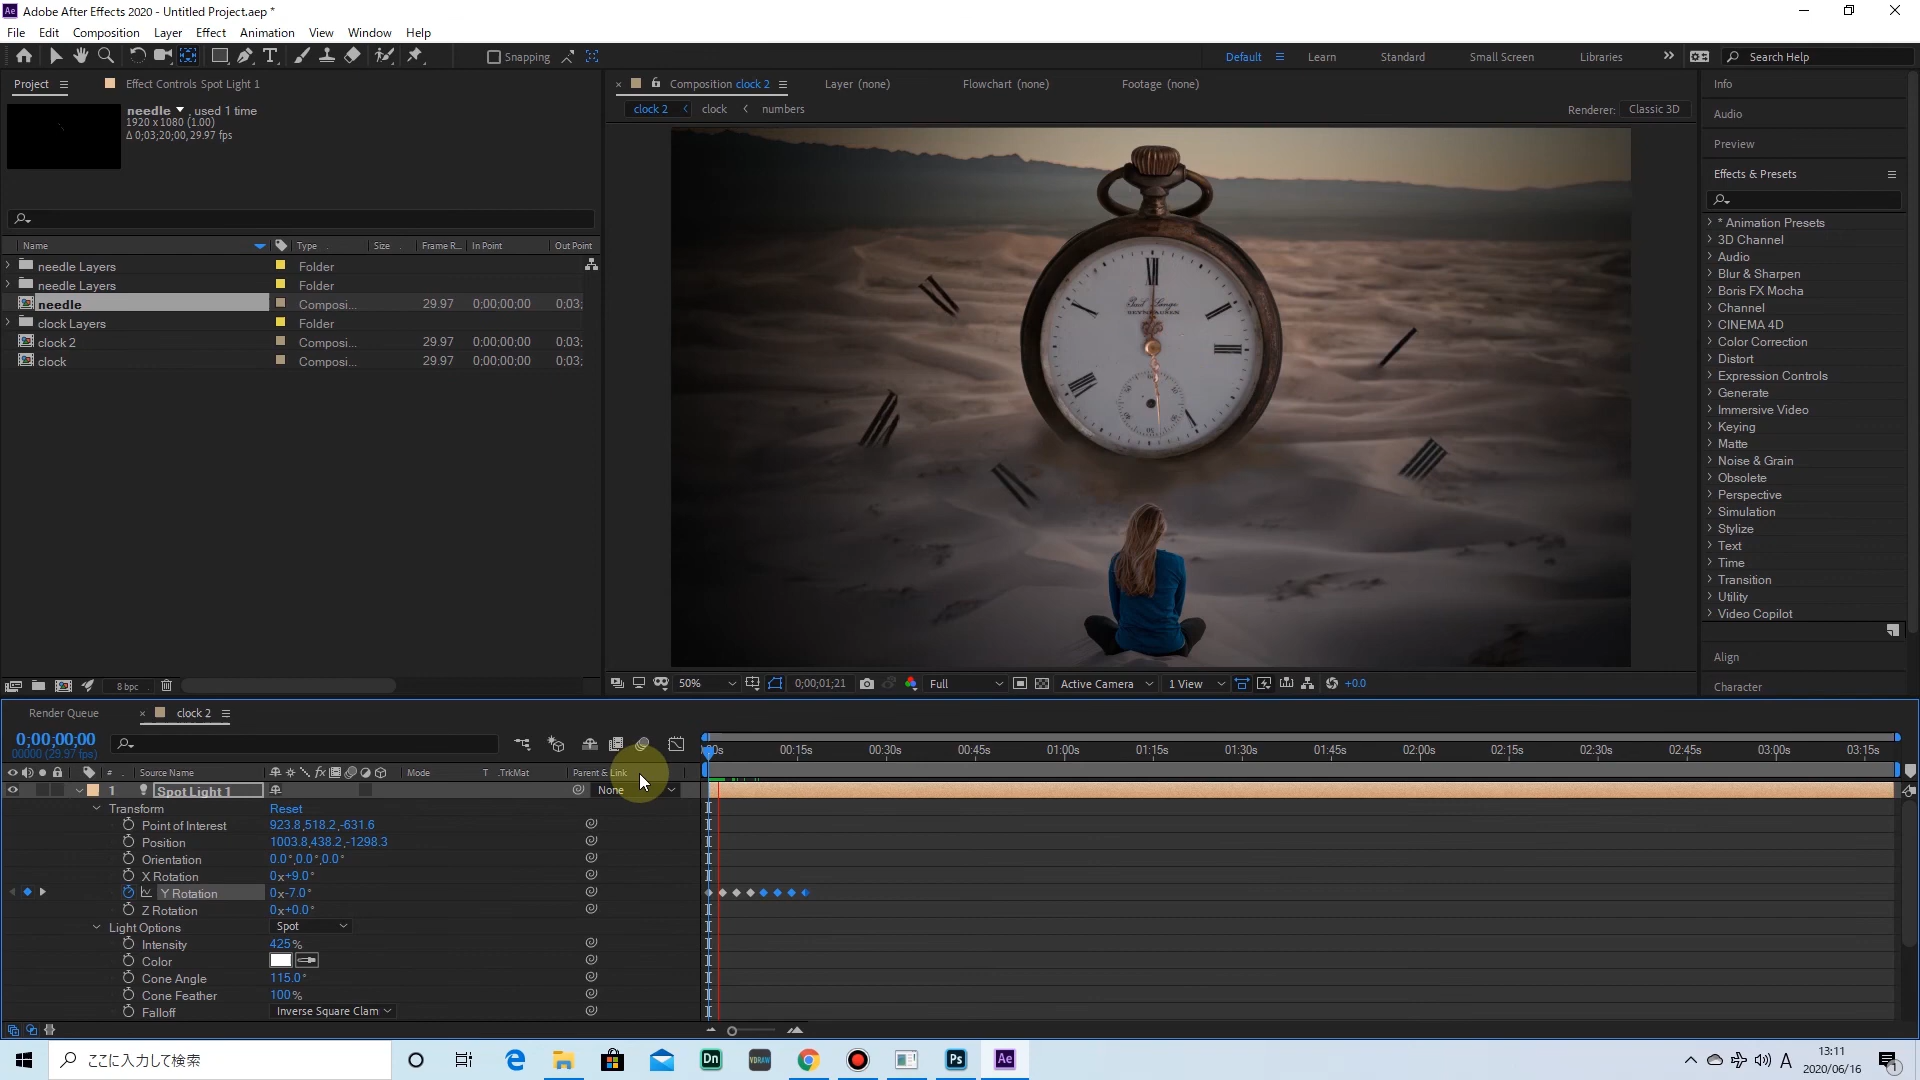 Adobe After Effects 2020 - Untitled Project.aep *
File Edit Composition Layer Effect Animation View Window Help
Snapping Default Learn Standard Small Screen Libraries Search Help
Project Effect Controls Spot Light 1
needle , used 1 time
1920 x 1080 (1.00)
Δ 0;03;20;00, 29.97 fps
Name Type Size Frame R... In Point Out Point
needle Layers Folder
needle Layers Folder
needle Composi... 29.97 0;00;00;00 0;03;
clock Layers Folder
clock 2 Composi... 29.97 0;00;00;00 0;03;
clock Composi... 29.97 0;00;00;00 0;03;
8 bpc
Composition clock 2 Layer (none) Flowchart (none) Footage (none)
clock 2 clock numbers Renderer: Classic 3D
50% 0;00;01;21 Full Active Camera 1 View +0.0
Info
Audio
Preview
Effects & Presets
* Animation Presets
3D Channel
Audio
Blur & Sharpen
Boris FX Mocha
Channel
CINEMA 4D
Color Correction
Distort
Expression Controls
Generate
Immersive Video
Keying
Matte
Noise & Grain
Obsolete
Perspective
Simulation
Stylize
Text
Time
Transition
Utility
Video Copilot
Align
Character
Render Queue clock 2
0;00;00;00
00000 (29.97 fps)
:00s 00:15s 00:30s 00:45s 01:00s 01:15s 01:30s 01:45s 02:00s 02:15s 02:30s 02:45s 03:00s 03:15s
# Source Name fx Mode T .TrkMat Parent & Link
1 Spot Light 1 None
Transform Reset
Point of Interest 923.8,518.2,-631.6
Position 1003.8,438.2,-1298.3
Orientation 0.0°,0.0°,0.0°
X Rotation 0x+9.0°
Y Rotation 0x-7.0°
Z Rotation 0x+0.0°
Light Options Spot
Intensity 425%
Color
Cone Angle 115.0°
Cone Feather 100%
Falloff Inverse Square Clam
ここに入力して検索 Dn VDRAW Ps Ae A 13:11
2020/06/16 1